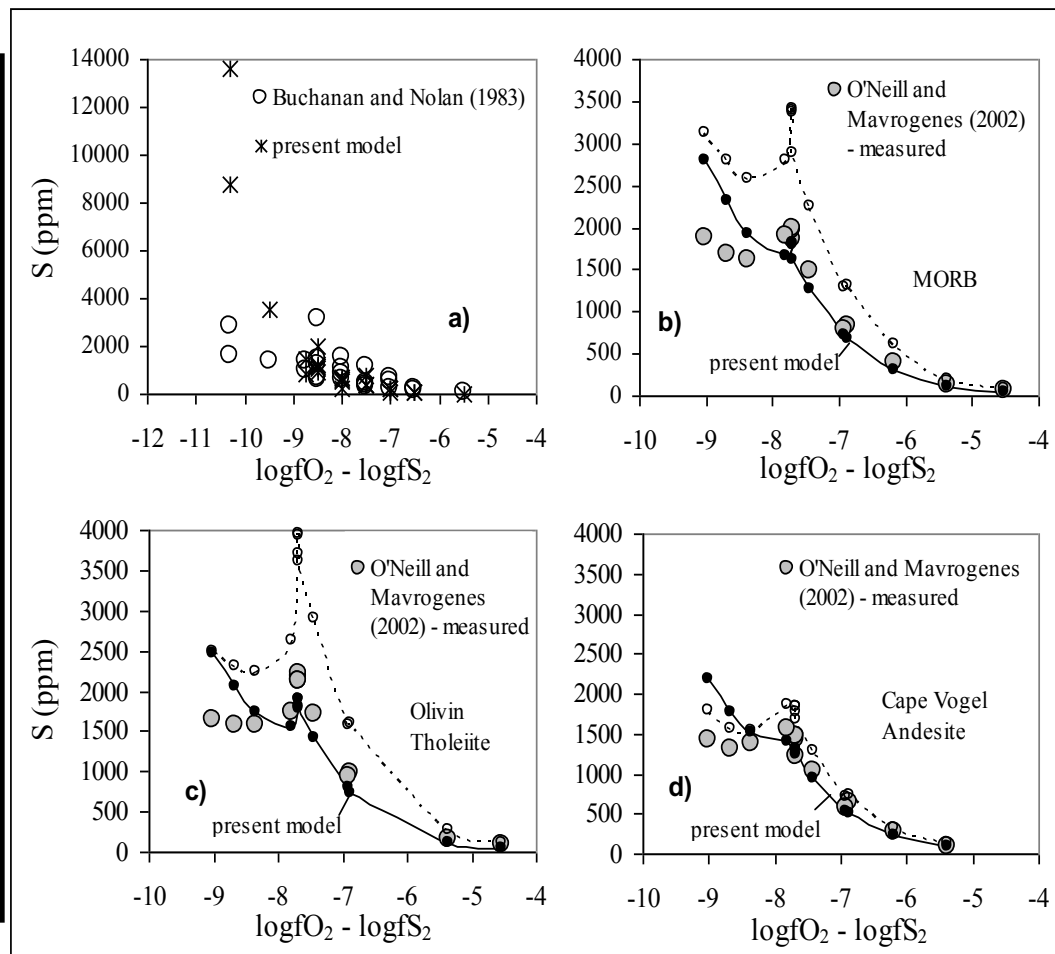 14000
12000
10000
8000
6000
4000
2000
0
S (ppm)
Buchanan and Nolan (1983)
present model
a)
-12 -11 -10 -9 -8 -7 -6 -5 -4
logfO2 - logfS2
4000
3500
3000
2500
2000
1500
1000
500
0
O'Neill and
Mavrogenes (2002)
- measured
MORB
b)
present model
-10 -9 -8 -7 -6 -5 -4
logfO2 - logfS2
4000
3500
3000
2500
2000
1500
1000
500
0
S (ppm)
O'Neill and
Mavrogenes
(2002) - measured
Olivin
Tholeiite
c)
present model
-10 -9 -8 -7 -6 -5 -4
logfO2 - logfS2
4000
3500
3000
2500
2000
1500
1000
500
0
O'Neill and Mavrogenes
(2002) - measured
Cape Vogel
Andesite
d)
present model
-10 -9 -8 -7 -6 -5 -4
logfO2 - logfS2